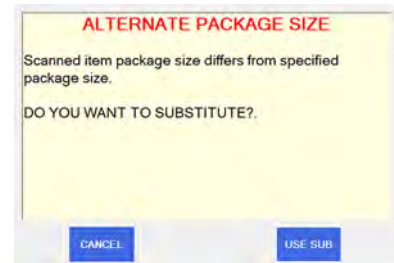 ALTERNATE PACKAGE SIZE
Scanned item package size differs from specified
package size.
DO YOU WANT TO SUBSTITUTE?.
CANCEL
USE SUB